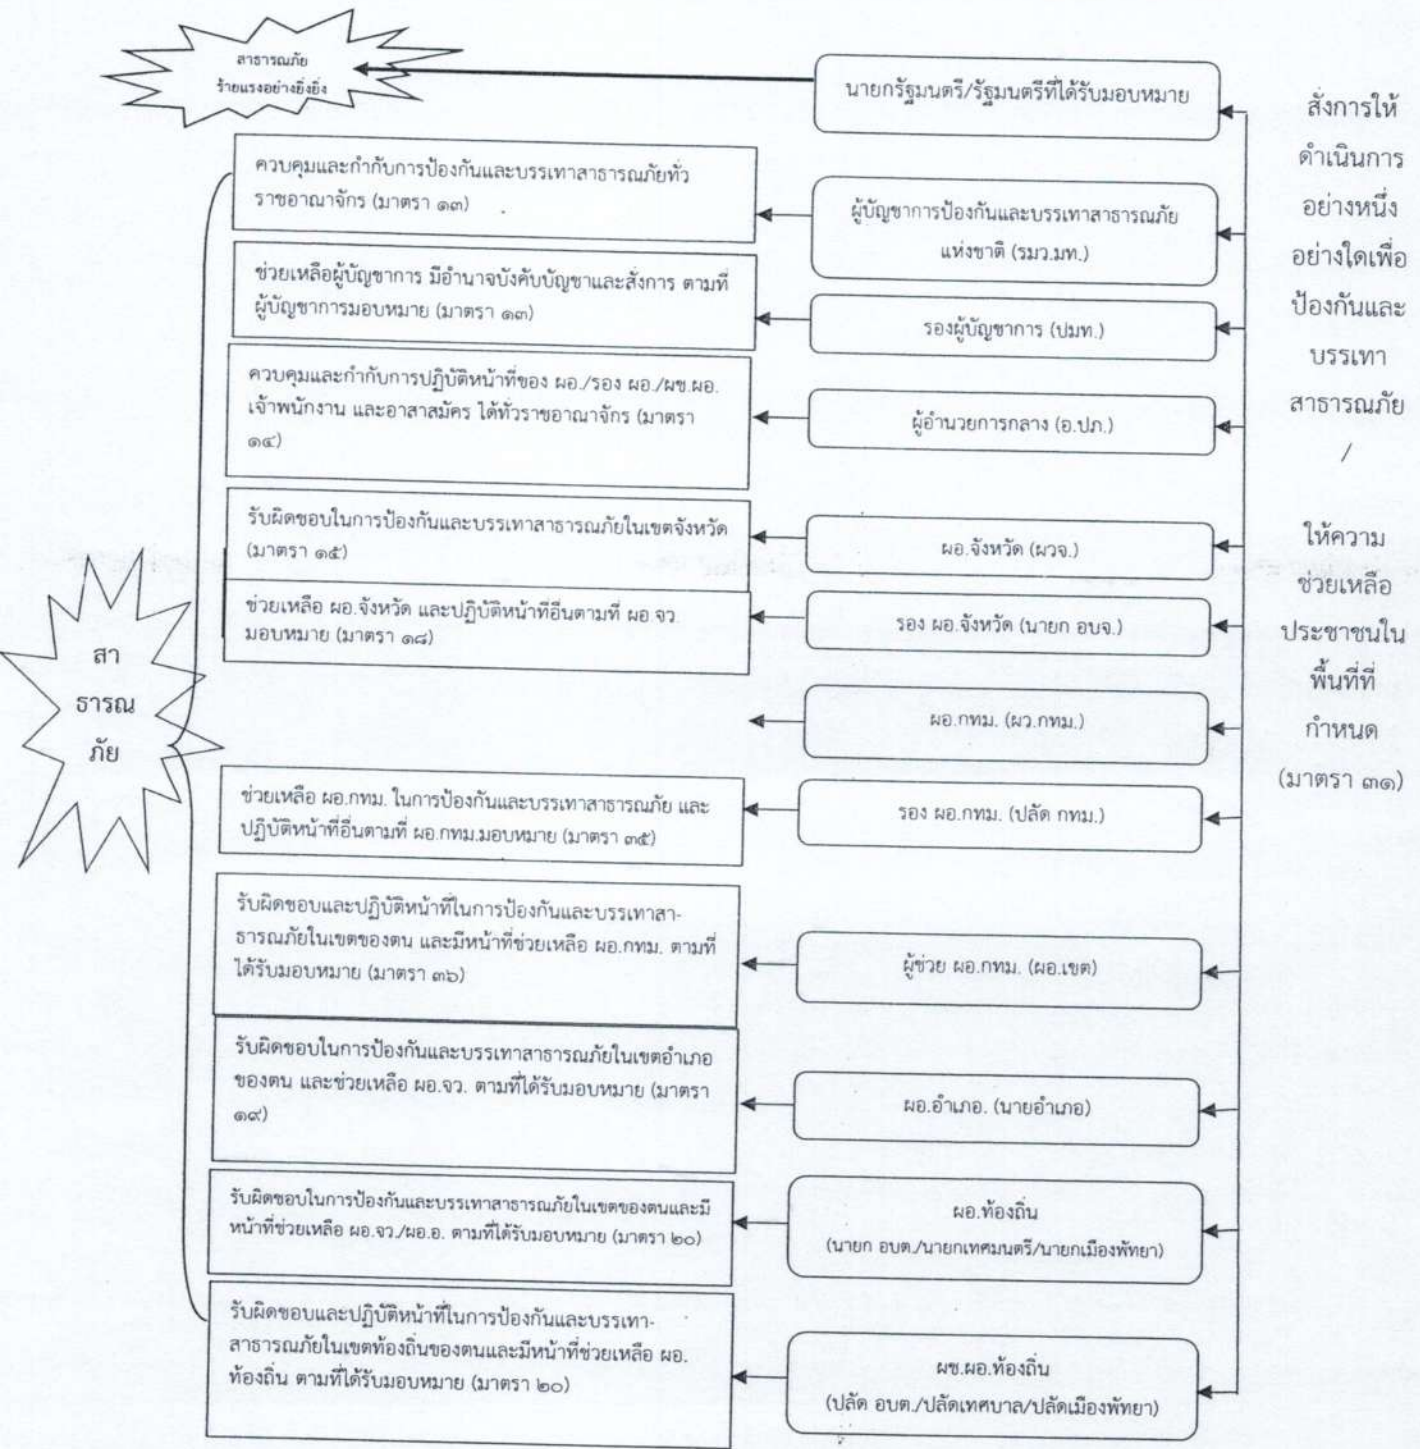 สาธารณภัย
ร้ายแรงอย่างยิ่งยิ่ง
นายกรัฐมนตรี/รัฐมนตรีที่ได้รับมอบหมาย
ควบคุมและกำกับการป้องกันและบรรเทาสาธารณภัยทั่ว
ราชอาณาจักร (มาตรา ๑๓)
ผู้บัญชาการป้องกันและบรรเทาสาธารณภัย
แห่งชาติ (รมว.มท.)
ช่วยเหลือผู้บัญชาการ มีอำนาจบังคับบัญชาและสั่งการ ตามที่
ผู้บัญชาการมอบหมาย (มาตรา ๑๓)
รองผู้บัญชาการ (ปมท.)
ควบคุมและกำกับการปฏิบัติหน้าที่ของ ผอ./รอง ผอ./ผช.ผอ.
เจ้าพนักงาน และอาสาสมัคร ได้ทั่วราชอาณาจักร (มาตรา
๑๔)
ผู้อำนวยการกลาง (อ.ปภ.)
รับผิดชอบในการป้องกันและบรรเทาสาธารณภัยในเขตจังหวัด
(มาตรา ๑๕)
ผอ.จังหวัด (ผวจ.)
ช่วยเหลือ ผอ.จังหวัด และปฏิบัติหน้าที่อื่นตามที่ ผอ.จว.
มอบหมาย (มาตรา ๑๘)
รอง ผอ.จังหวัด (นายก อบจ.)
ผอ.กทม. (ผว.กทม.)
ช่วยเหลือ ผอ.กทม. ในการป้องกันและบรรเทาสาธารณภัย และ
ปฏิบัติหน้าที่อื่นตามที่ ผอ.กทม.มอบหมาย (มาตรา ๓๕)
รอง ผอ.กทม. (ปลัด กทม.)
รับผิดชอบและปฏิบัติหน้าที่ในการป้องกันและบรรเทาสา-
ธารณภัยในเขตของตน และมีหน้าที่ช่วยเหลือ ผอ.กทม. ตามที่
ได้รับมอบหมาย (มาตรา ๓๖)
ผู้ช่วย ผอ.กทม. (ผอ.เขต)
รับผิดชอบในการป้องกันและบรรเทาสาธารณภัยในเขตอำเภอ
ของตน และช่วยเหลือ ผอ.จว. ตามที่ได้รับมอบหมาย (มาตรา
๑๙)
ผอ.อำเภอ. (นายอำเภอ)
รับผิดชอบในการป้องกันและบรรเทาสาธารณภัยในเขตของตนและมี
หน้าที่ช่วยเหลือ ผอ.จว./ผอ.อ. ตามที่ได้รับมอบหมาย (มาตรา ๒๐)
ผอ.ท้องถิ่น
(นายก อบต./นายกเทศมนตรี/นายกเมืองพัทยา)
รับผิดชอบและปฏิบัติหน้าที่ในการป้องกันและบรรเทา-
สาธารณภัยในเขตท้องถิ่นของตนและมีหน้าที่ช่วยเหลือ ผอ.
ท้องถิ่น ตามที่ได้รับมอบหมาย (มาตรา ๒๐)
ผช.ผอ.ท้องถิ่น
(ปลัด อบต./ปลัดเทศบาล/ปลัดเมืองพัทยา)
สา
ธารณ
ภัย
สั่งการให้
ดำเนินการ
อย่างหนึ่ง
อย่างใดเพื่อ
ป้องกันและ
บรรเทา
สาธารณภัย
/
ให้ความ
ช่วยเหลือ
ประชาชนใน
พื้นที่ที่
กำหนด
(มาตรา ๓๑)